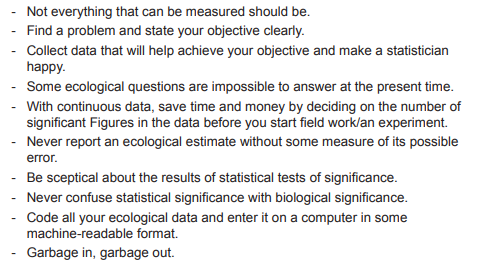 - Not everything that can be measured should be.
- Find a problem and state your objective clearly.
- Collect data that will help achieve your objective and make a statistician
happy.
- Some ecological questions are impossible to answer at the present time.
- With continuous data, save time and money by deciding on the number of
significant Figures in the data before you start field work/an experiment.
- Never report an ecological estimate without some measure of its possible
error.
- Be sceptical about the results of statistical tests of significance.
- Never confuse statistical significance with biological significance.
- Code all your ecological data and enter it on a computer in some
machine-readable format.
- Garbage in, garbage out.